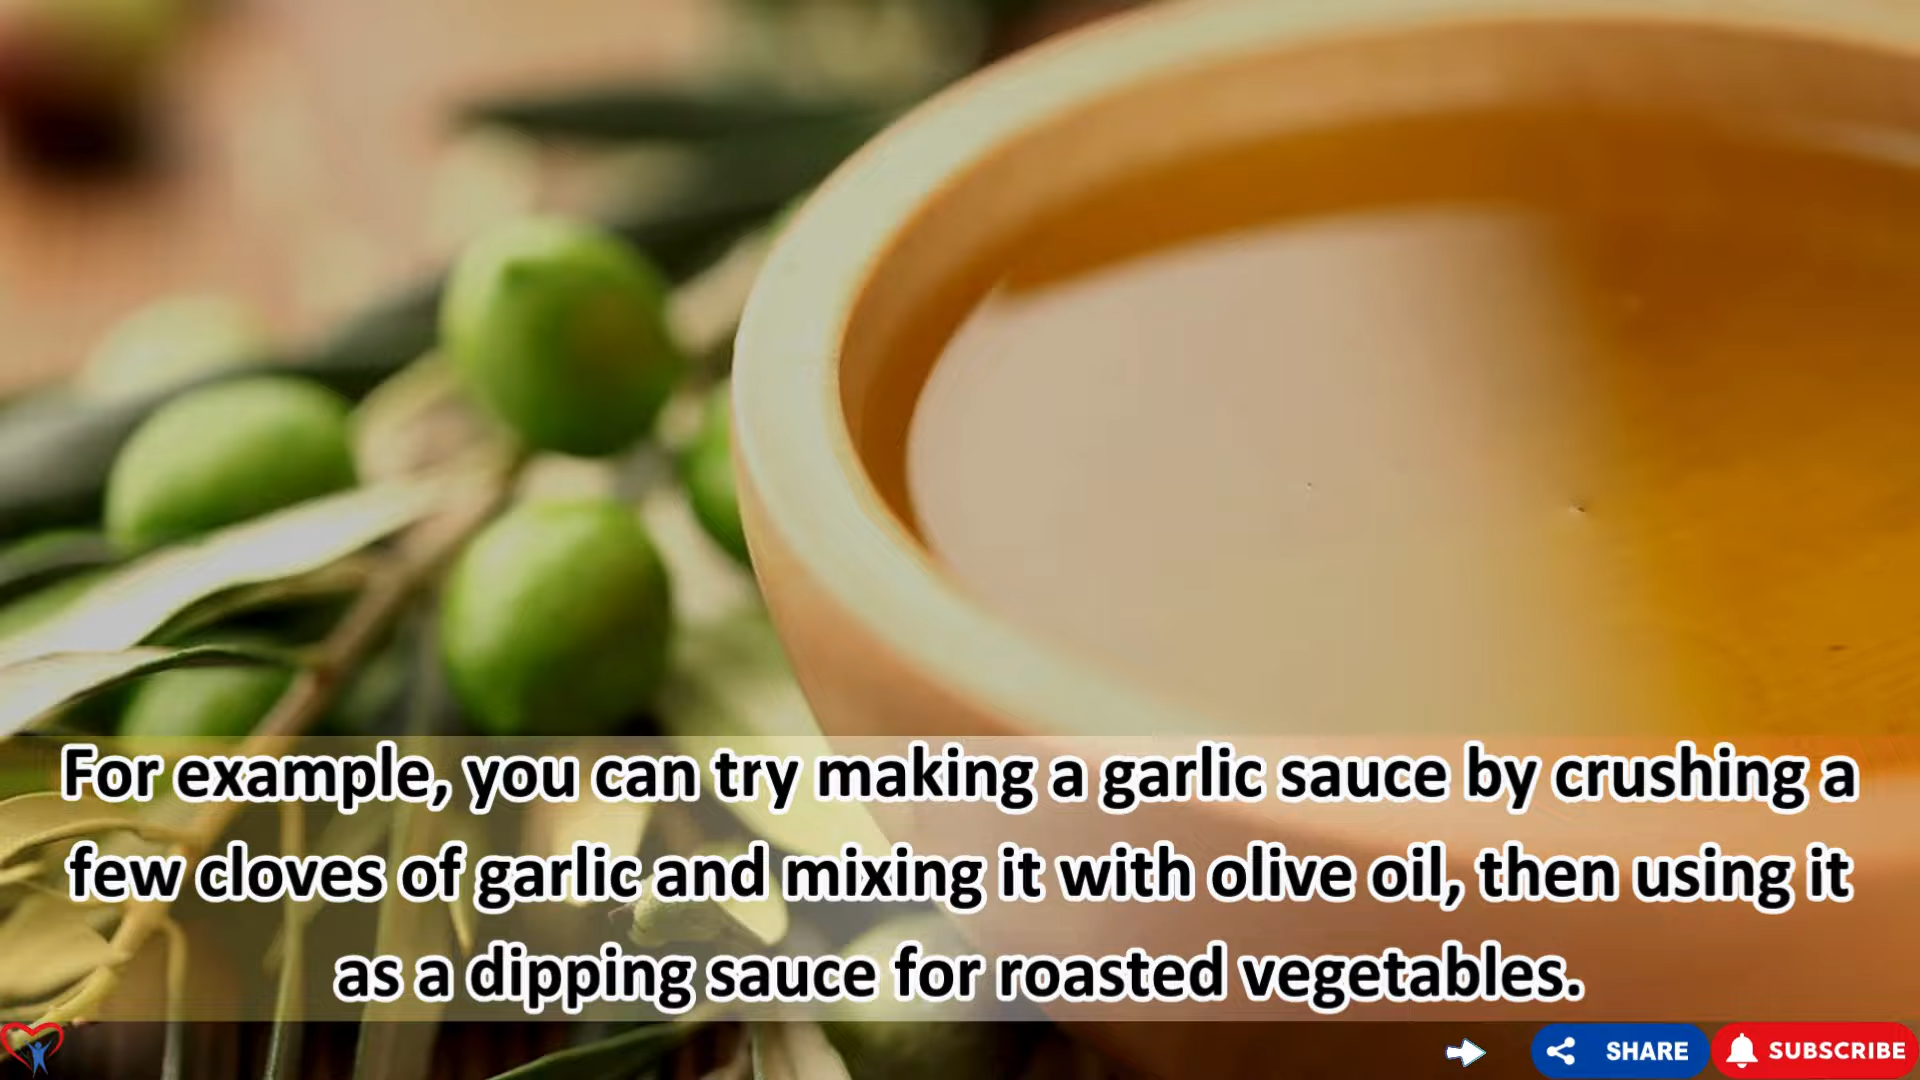 For example, you can try making a garlic sauce by crushing a
few cloves of garlic and mixing it with olive oil, then using it
as a dipping sauce for roasted vegetables.
SHARE
SUBSCRIBE